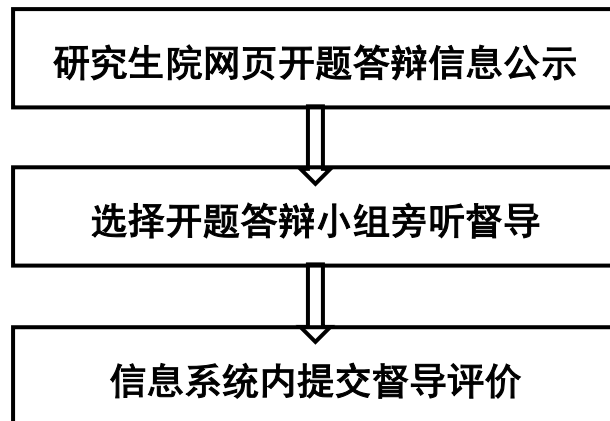 研究生院网页开题答辩信息公示
选择开题答辩小组旁听督导
信息系统内提交督导评价